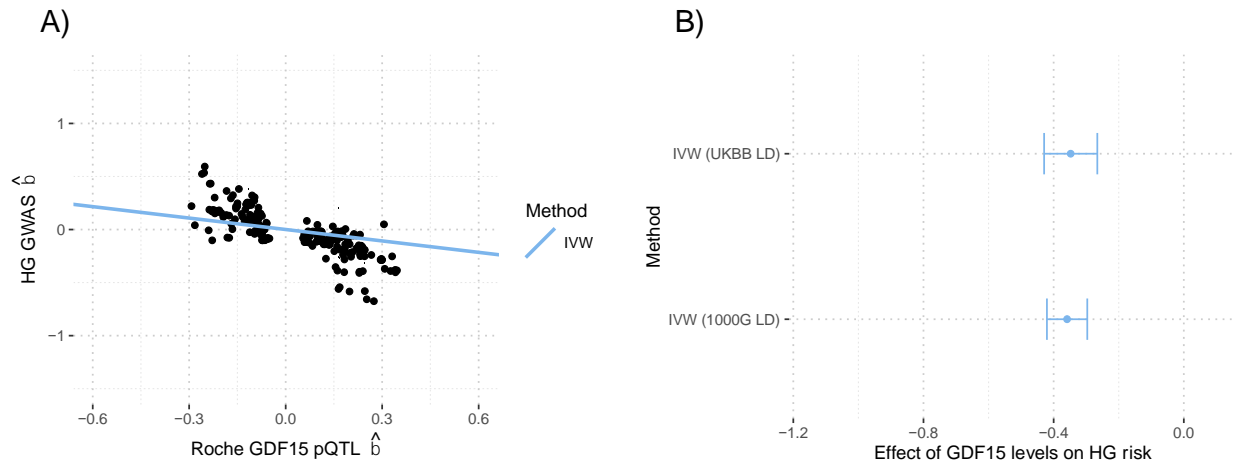 A)
HG GWAS b̂
1
0
−1
−0.6
−0.3
0.0
0.3
0.6
Roche GDF15 pQTL b̂
Method
IVW
B)
Method
IVW (UKBB LD)
IVW (1000G LD)
−1.2
−0.8
−0.4
0.0
Effect of GDF15 levels on HG risk